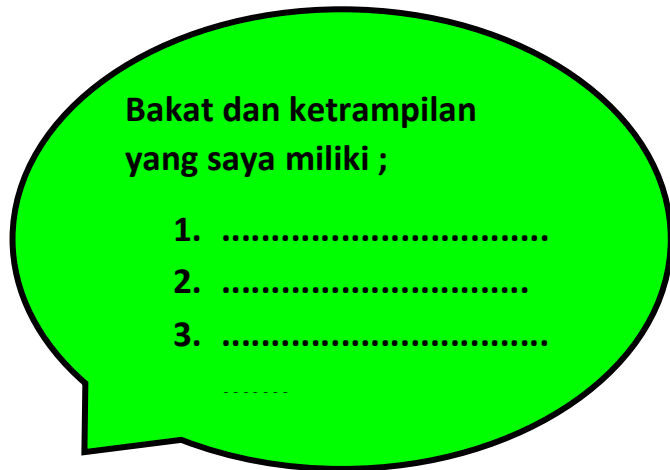 Bakat dan ketrampilan
yang saya miliki ;
1. .................................
2. ...............................
3. .................................
.......